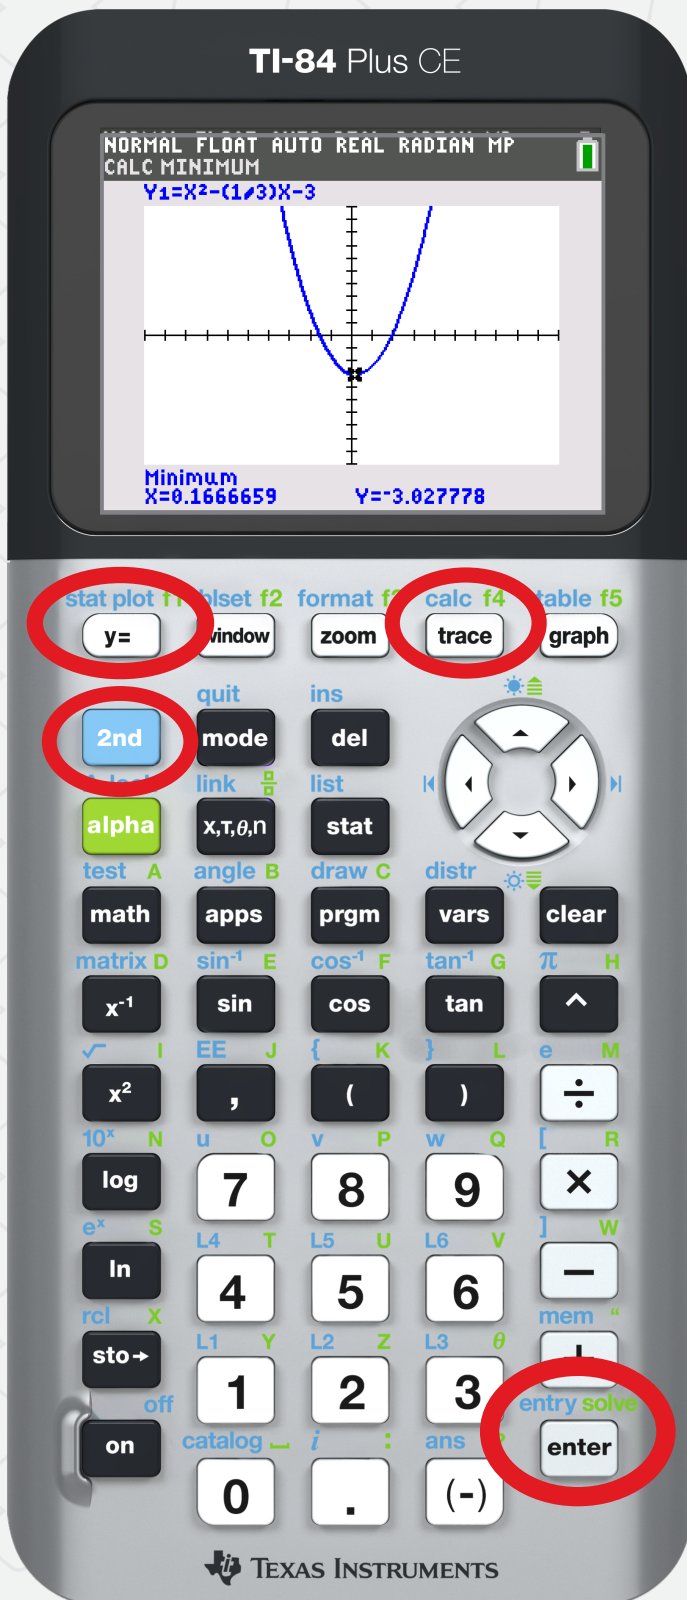 TI-84 Plus CE
NORMAL FLOAT AUTO REAL RADIAN MP
CALC MINIMUM
Y1=X²-(1/3)X-3
Minimum
X=0.1666659 Y=-3.027778
stat plot f1 tblset f2 format f3 calc f4 table f5
y= window zoom trace graph
quit ins
2nd mode del
link list
alpha X,T,θ,n stat
test A angle B draw C distr
math apps prgm vars clear
matrix D sin⁻¹ E cos⁻¹ F tan⁻¹ G π H
x⁻¹ sin cos tan ^
√ I EE J { K } L e M
x² , ( ) ÷
10ˣ N u O v P w Q [ R
log 7 8 9 ×
eˣ S L4 T L5 U L6 V ] W
ln 4 5 6 −
rcl X L1 Y L2 Z L3 θ mem "
sto→ 1 2 3 +
off catalog i : ans entry solve
on 0 . (-) enter
TEXAS INSTRUMENTS